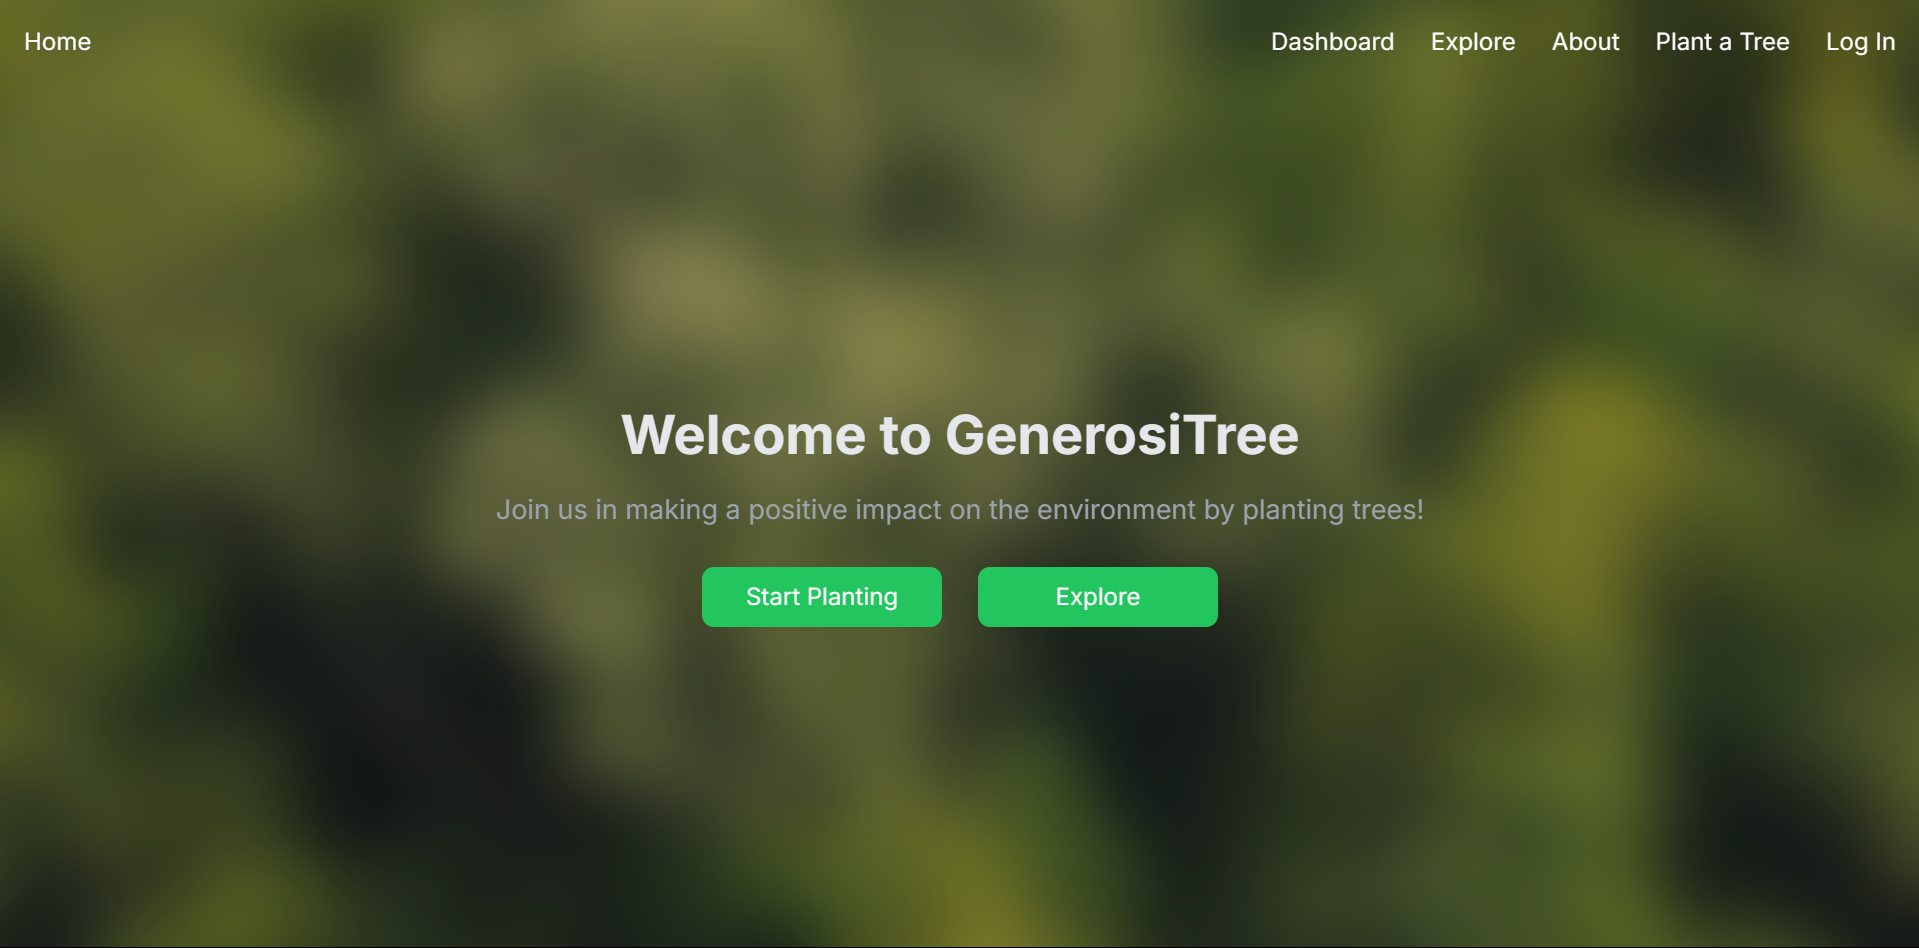 Home Dashboard Explore About Plant a Tree Log In
Welcome to GenerosiTree
Join us in making a positive impact on the environment by planting trees!
Start Planting Explore